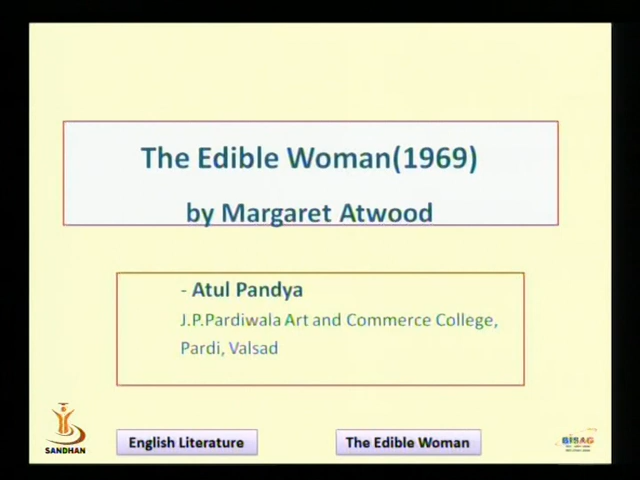 The Edible Woman(1969)
by Margaret Atwood
- Atul Pandya
J.P.Pardiwala Art and Commerce College,
Pardi, Valsad
SANDHAN
English Literature
The Edible Woman
BISAG